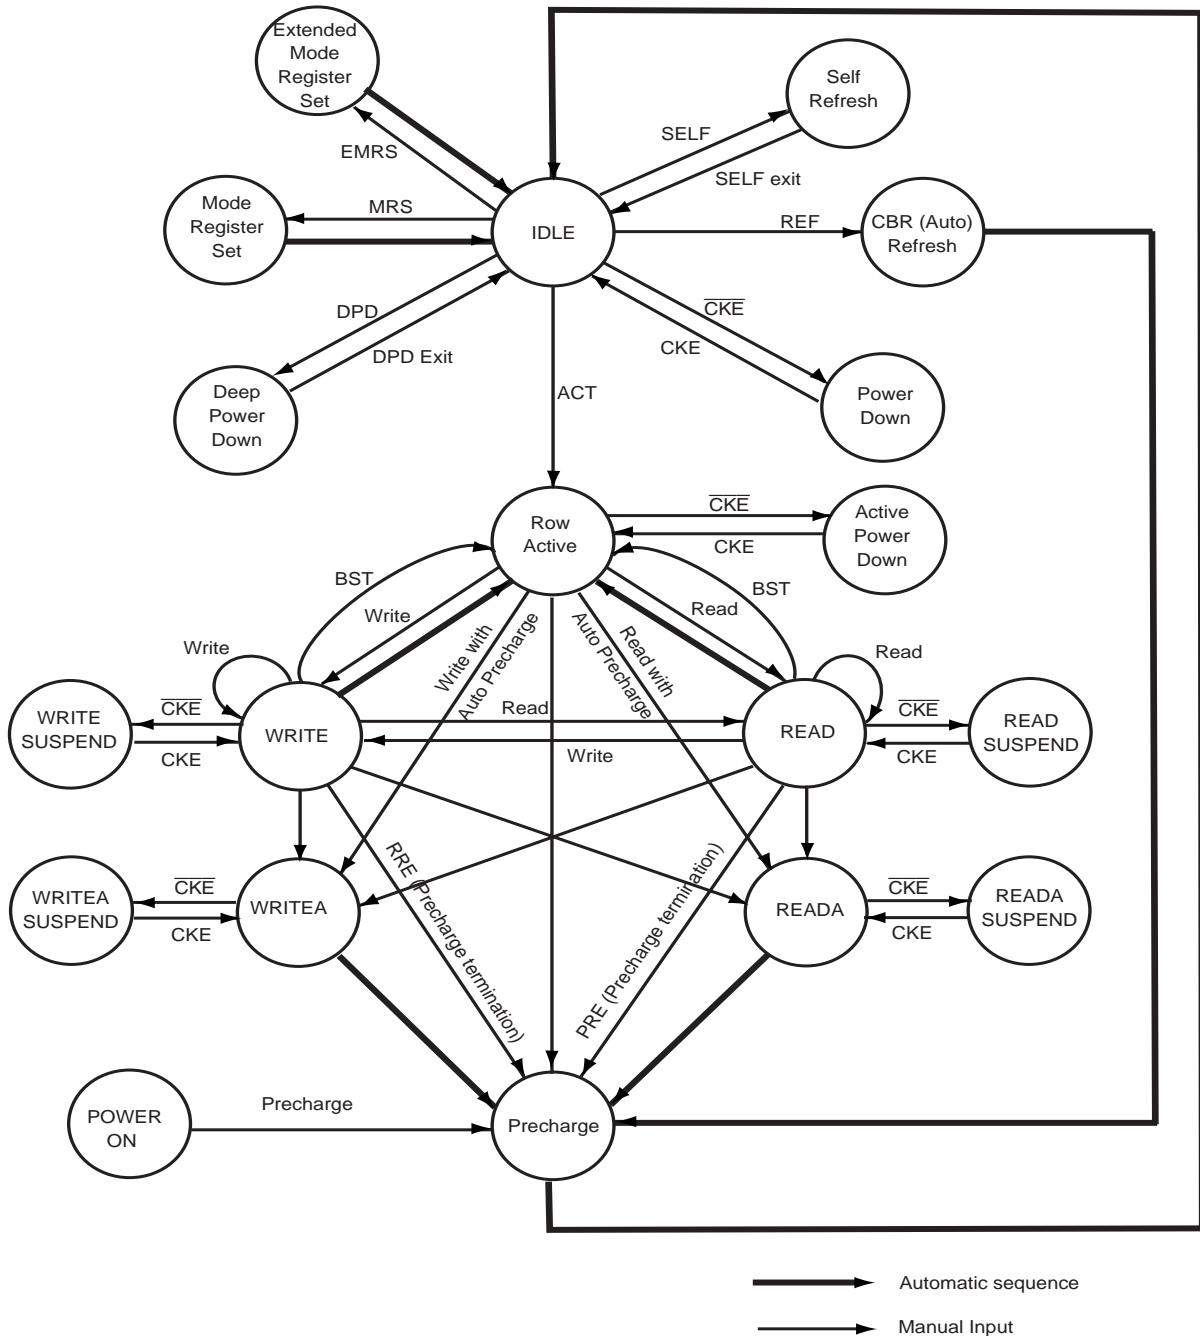 Extended
Mode
Register
Set
Self
Refresh
SELF
EMRS
SELF exit
Mode
Register
Set
MRS
IDLE
REF
CBR (Auto)
Refresh
DPD
CKE
DPD Exit
CKE
Deep
Power
Down
ACT
Power
Down
Row
Active
CKE
CKE
Active
Power
Down
BST
BST
Write
Read
Write with
Auto Precharge
Auto Precharge
Read with
Write
Read
WRITE
SUSPEND
CKE
CKE
WRITE
Read
Write
READ
CKE
CKE
READ
SUSPEND
WRITEA
SUSPEND
CKE
CKE
WRITEA
RRE (Precharge termination)
PRE (Precharge termination)
READA
CKE
CKE
READA
SUSPEND
POWER
ON
Precharge
Precharge
Automatic sequence
Manual Input